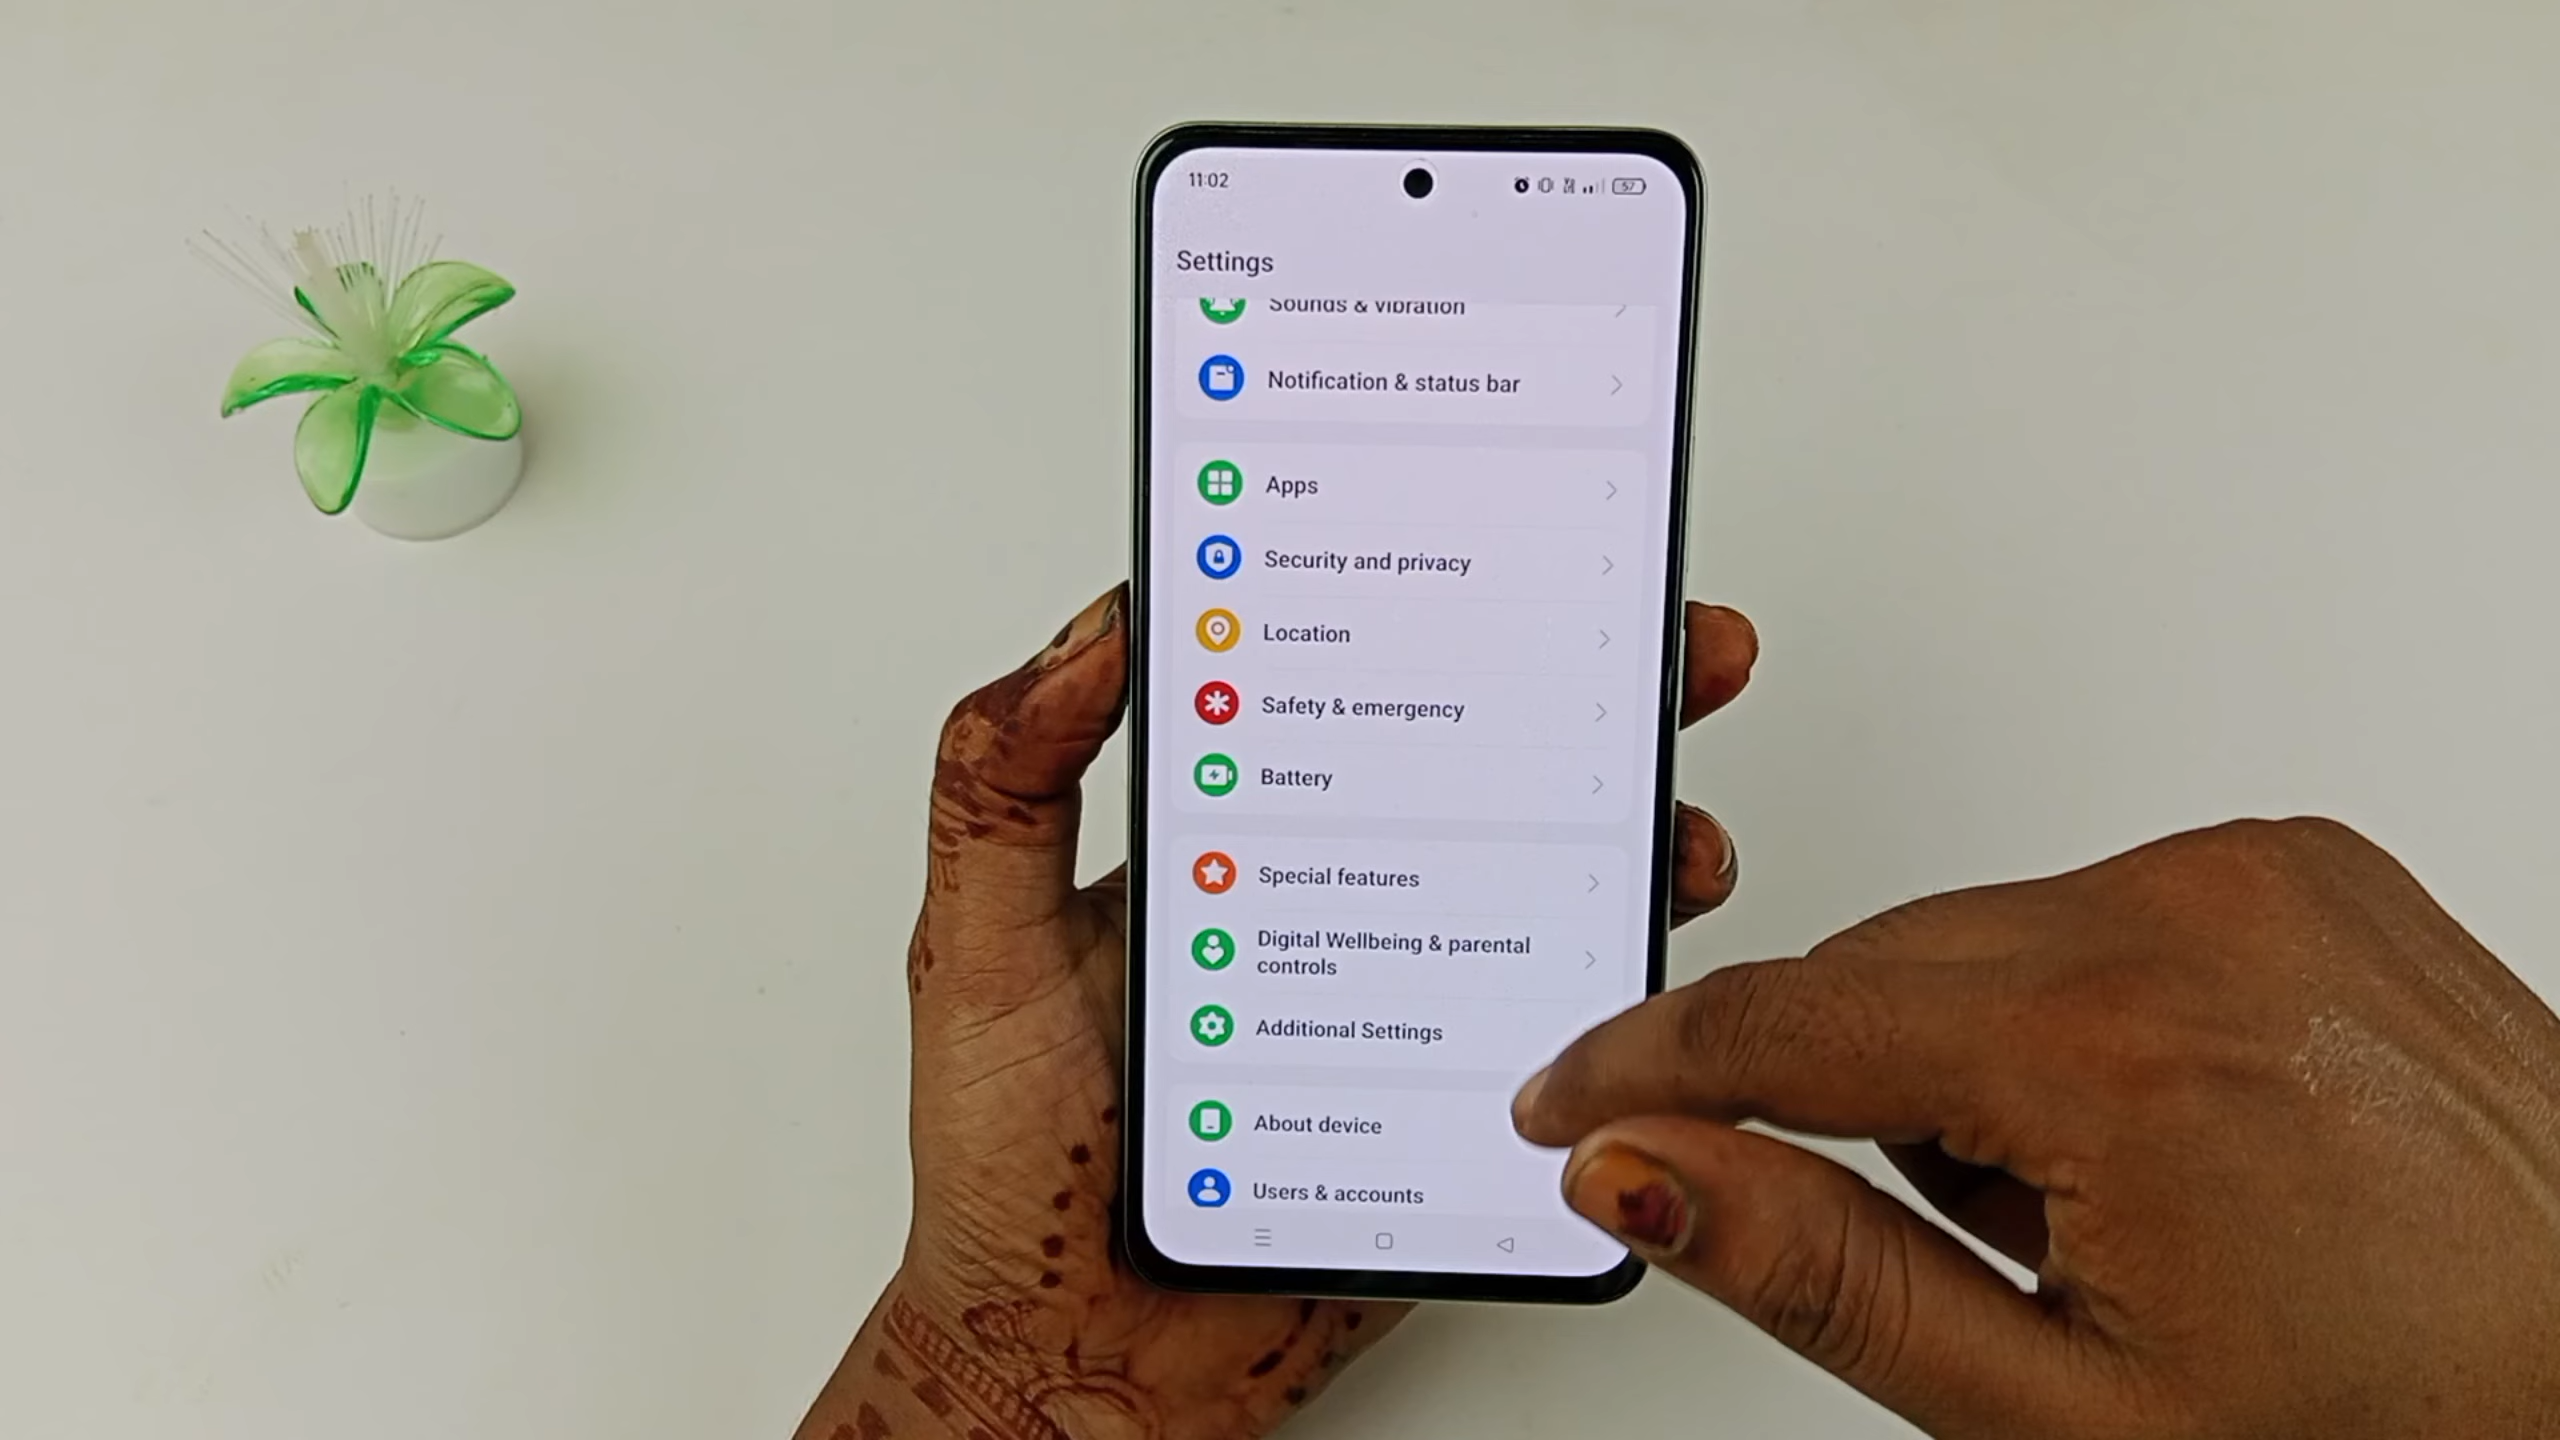 11:02
57
Settings
Sounds & vibration
Notification & status bar
Apps
Security and privacy
Location
Safety & emergency
Battery
Special features
Digital Wellbeing & parental
controls
Additional Settings
About device
Users & accounts